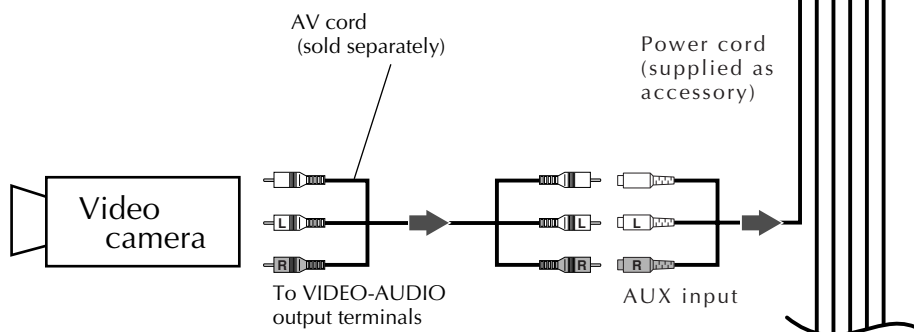 AV cord
(sold separately)
Power cord
(supplied as
accessory)
Video
camera
L
R
L
R
L
R
To VIDEO-AUDIO
output terminals
AUX input